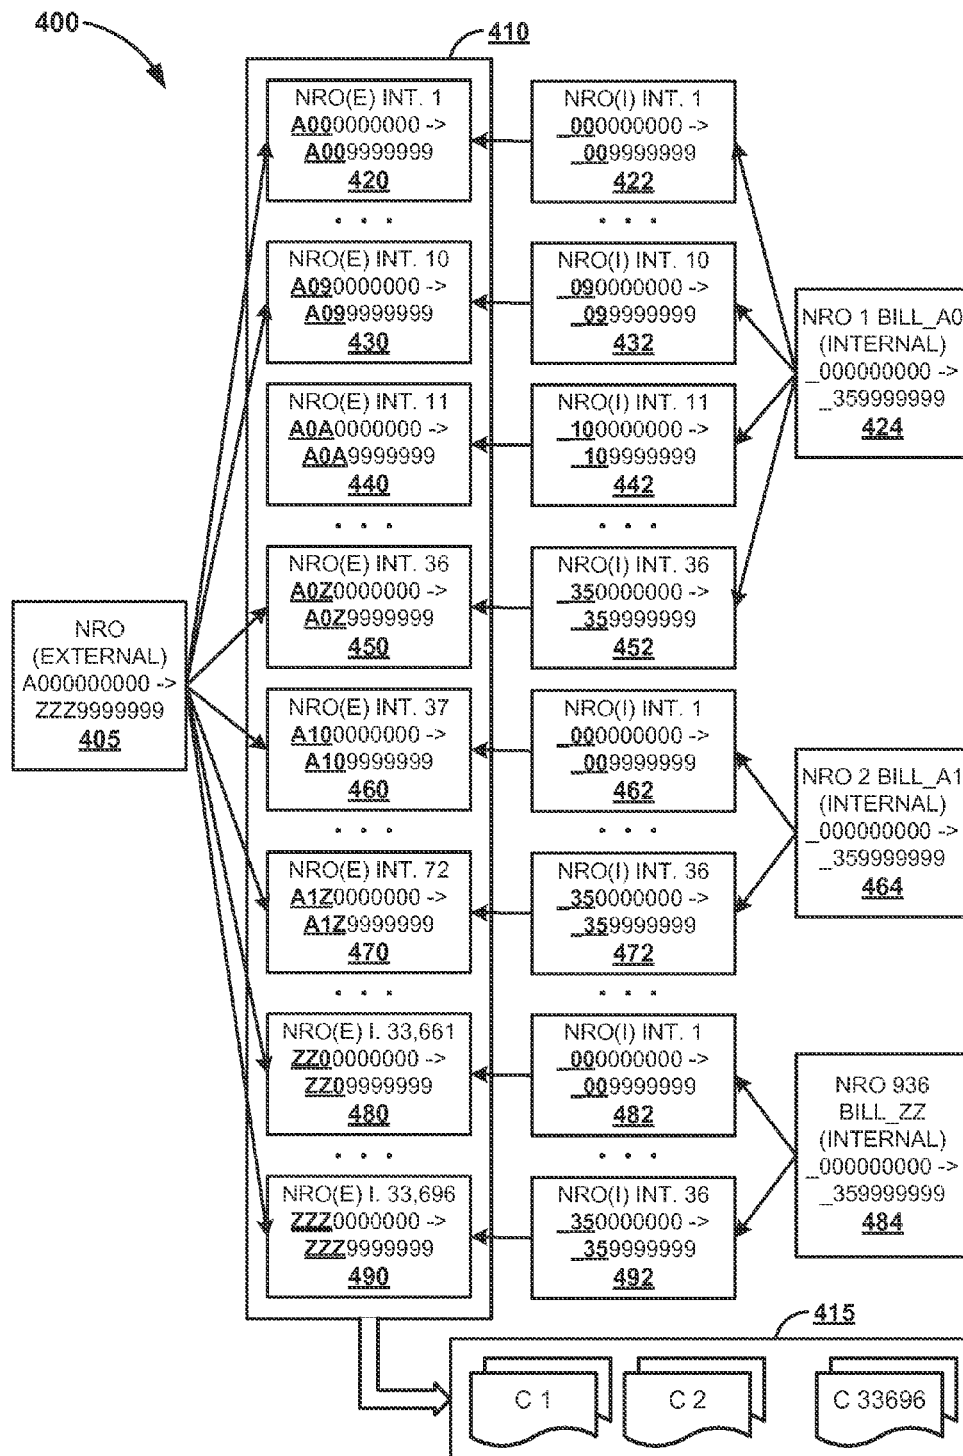 400
410
NRO(E) INT. 1
A000000000 ->
A009999999
420
NRO(I) INT. 1
_000000000 ->
_009999999
422
. . .
. . .
NRO(E) INT. 10
A090000000 ->
A099999999
430
NRO(I) INT. 10
_090000000 ->
_099999999
432
NRO 1 BILL_A0
(INTERNAL)
_000000000 ->
_359999999
424
NRO(E) INT. 11
A0A0000000 ->
A0A9999999
440
NRO(I) INT. 11
_100000000 ->
_109999999
442
. . .
. . .
NRO(E) INT. 36
A0Z0000000 ->
A0Z9999999
450
NRO(I) INT. 36
_350000000 ->
_359999999
452
NRO
(EXTERNAL)
A000000000 ->
ZZZ9999999
405
NRO(E) INT. 37
A100000000 ->
A109999999
460
NRO(I) INT. 1
_000000000 ->
_009999999
462
NRO 2 BILL_A1
(INTERNAL)
_000000000 ->
_359999999
464
. . .
. . .
NRO(E) INT. 72
A1Z0000000 ->
A1Z9999999
470
NRO(I) INT. 36
_350000000 ->
_359999999
472
. . .
. . .
NRO(E) I. 33,661
ZZ00000000 ->
ZZ09999999
480
NRO(I) INT. 1
_000000000 ->
_009999999
482
NRO 936
BILL_ZZ
(INTERNAL)
_000000000 ->
_359999999
484
. . .
. . .
NRO(E) I. 33,696
ZZZ0000000 ->
ZZZ9999999
490
NRO(I) INT. 36
_350000000 ->
_359999999
492
415
C 1
C 2
C 33696